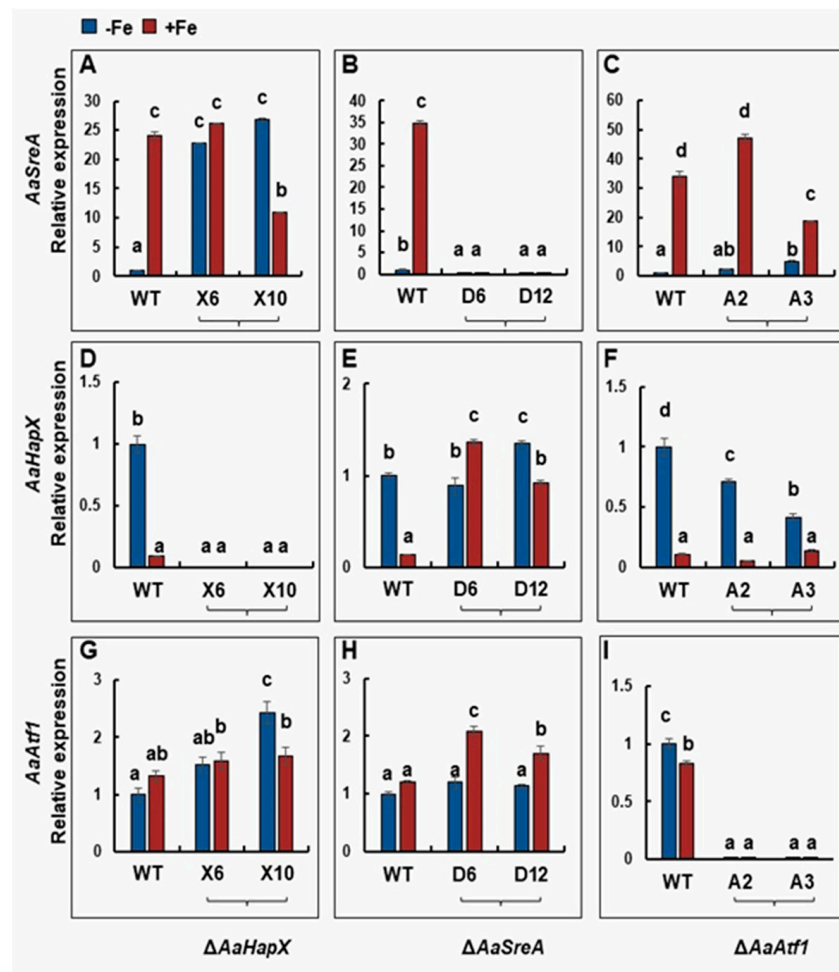 -Fe +Fe
A B C
AaSreA
Relative expression
30
25
20
15
10
5
0
a c c c c b
WT X6 X10
40
35
30
25
20
15
10
5
0
b c a a a a
WT D6 D12
60
50
40
30
20
10
0
a d ab d b c
WT A2 A3
D E F
AaHapX
Relative expression
1.5
1
0.5
0
b a a a a a
WT X6 X10
2
1
0
b a b c c b
WT D6 D12
1.5
1
0.5
0
d a c a b a
WT A2 A3
G H I
AaAtf1
Relative expression
3
2
1
0
a ab ab b c b
WT X6 X10
3
2
1
0
a a a c a b
WT D6 D12
1.5
1
0.5
0
c b a a a a
WT A2 A3
ΔAaHapX ΔAaSreA ΔAaAtf1